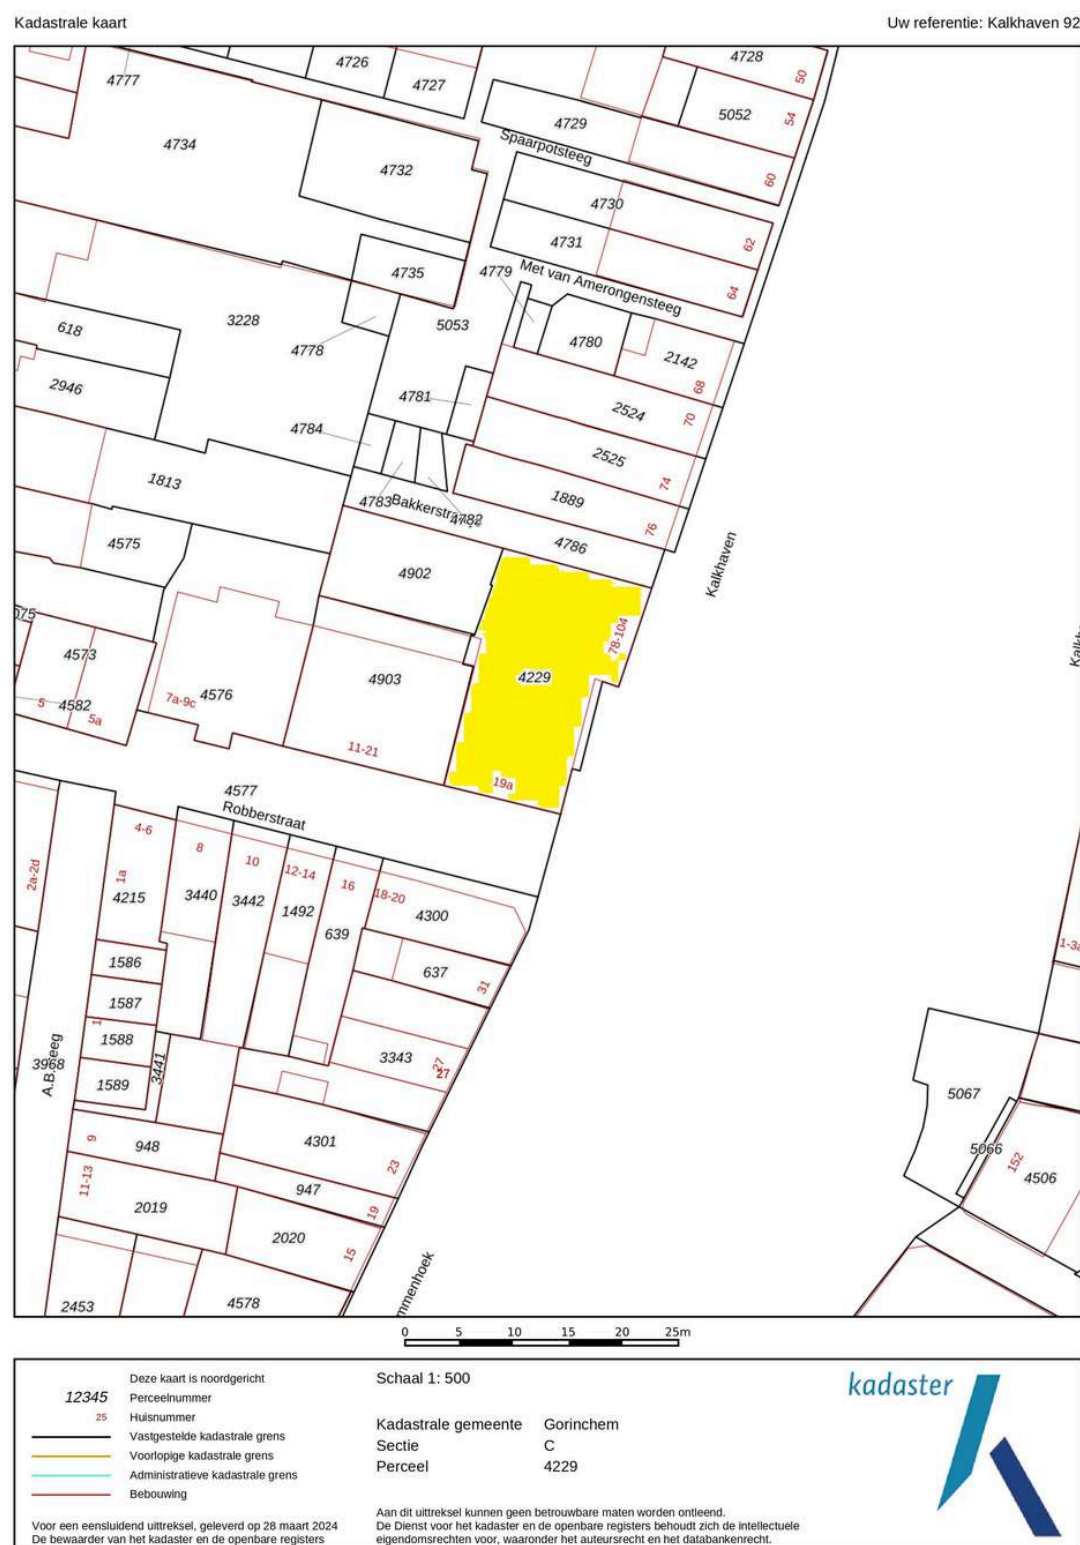 Kadastrale kaart
Uw referentie: Kalkhaven 92
4726
4728
4777
4727
50
5052
54
4729
4734
Spaarpotsteeg
4732
60
4730
62
4731
4735
4779
Met van Amerongensteeg
64
3228
5053
618
4778
4780
2142
2946
68
4781
2524
70
4784
2525
1813
74
4783
Bakkerstraat
4782
1889
76
4575
4786
Kalkhaven
4902
4573
78-104
4903
4229
5
4582
5a
7a-9c
4576
11-21
19a
4577
Robberstraat
4-6
8
10
12-14
16
18-20
2a-2d
1a
4215
3440
3442
1492
639
4300
1-3a
1586
637
31
1587
1
1588
3343
27
27
3968
A.B.steeg
1589
3441
5067
9
948
4301
5066
152
4506
11-13
23
947
2019
19
2020
15
mmenhoek
2453
4578
0 5 10 15 20 25m
Deze kaart is noordgericht
12345 Perceelnummer
25 Huisnummer
Vastgestelde kadastrale grens
Voorlopige kadastrale grens
Administratieve kadastrale grens
Bebouwing
Voor een eensluidend uittreksel, geleverd op 28 maart 2024
De bewaarder van het kadaster en de openbare registers
Schaal 1: 500
Kadastrale gemeente Gorinchem
Sectie C
Perceel 4229
Aan dit uittreksel kunnen geen betrouwbare maten worden ontleend.
De Dienst voor het kadaster en de openbare registers behoudt zich de intellectuele
eigendomsrechten voor, waaronder het auteursrecht en het databankenrecht.
kadaster